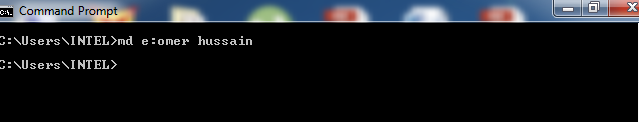 Command Prompt
C:\Users\INTEL>md e:omer hussain
C:\Users\INTEL>